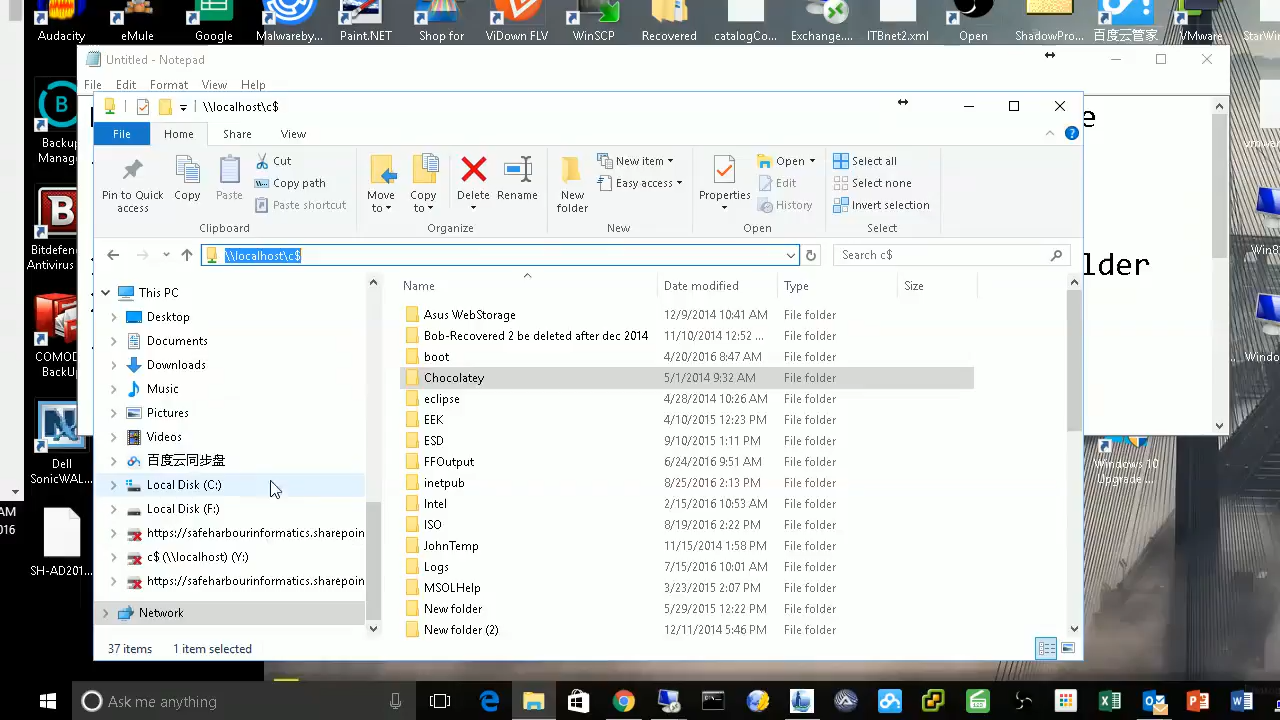 Audacity eMule Google Malwareby... Paint.NET Shop for ViDown FLV WinSCP Recovered catalogCo... Exchange.... ITBnet2.xml Open ShadowPro... 百度云管家 VMware StarWin
Untitled - Notepad
File Edit Format View Help
\\localhost\c$
File Home Share View
Pin to Quick access
Copy
Paste
Cut
Copy path
Paste shortcut
Clipboard
Move to
Copy to
Delete
Rename
Organize
New folder
New item
Easy access
New
Properties
Open
Edit
History
Open
Select all
Select none
Invert selection
Select
\\localhost\c$
Search c$
This PC
Desktop
Documents
Downloads
Music
Pictures
Videos
百度云同步盘
Local Disk (C:)
Local Disk (F:)
https://safeharbourinformatics.sharepoin
c$ (\\localhost) (Y:)
https://safeharbourinformatics.sharepoin
Network
Name Date modified Type Size
Asus WebStorage 12/9/2014 10:41 AM File folder
Bob-Recovered 2 be deleted after dec 2014 11/10/2014 12:52 ... File folder
boot 4/20/2016 8:47 AM File folder
Chocolatey 5/1/2014 9:32 AM File folder
eclipse 4/28/2014 10:26 AM File folder
EEK 4/10/2015 12:23 PM File folder
ESD 9/10/2015 1:11 PM File folder
FFOutput 6/24/2016 9:51 AM File folder
inetpub 8/25/2016 2:13 PM File folder
Intel 2/15/2016 10:53 AM File folder
ISO 8/19/2016 2:22 PM File folder
JohnTemp 11/15/2014 1:58 PM File folder
Logs 7/15/2016 10:01 AM File folder
MSOLHelp 3/23/2015 2:07 PM File folder
New folder 5/29/2015 12:22 PM File folder
New folder (2) 12/11/2014 5:46 PM File folder
37 items 1 item selected
e
lder
Backup
Manage
Bitdefen
Antivirus
COMOD
BackUp
Dell
SonicWAL...
SH-AD201...
AM
016
Win8
Windo
Windows 10
Upgrade ...
Ask me anything